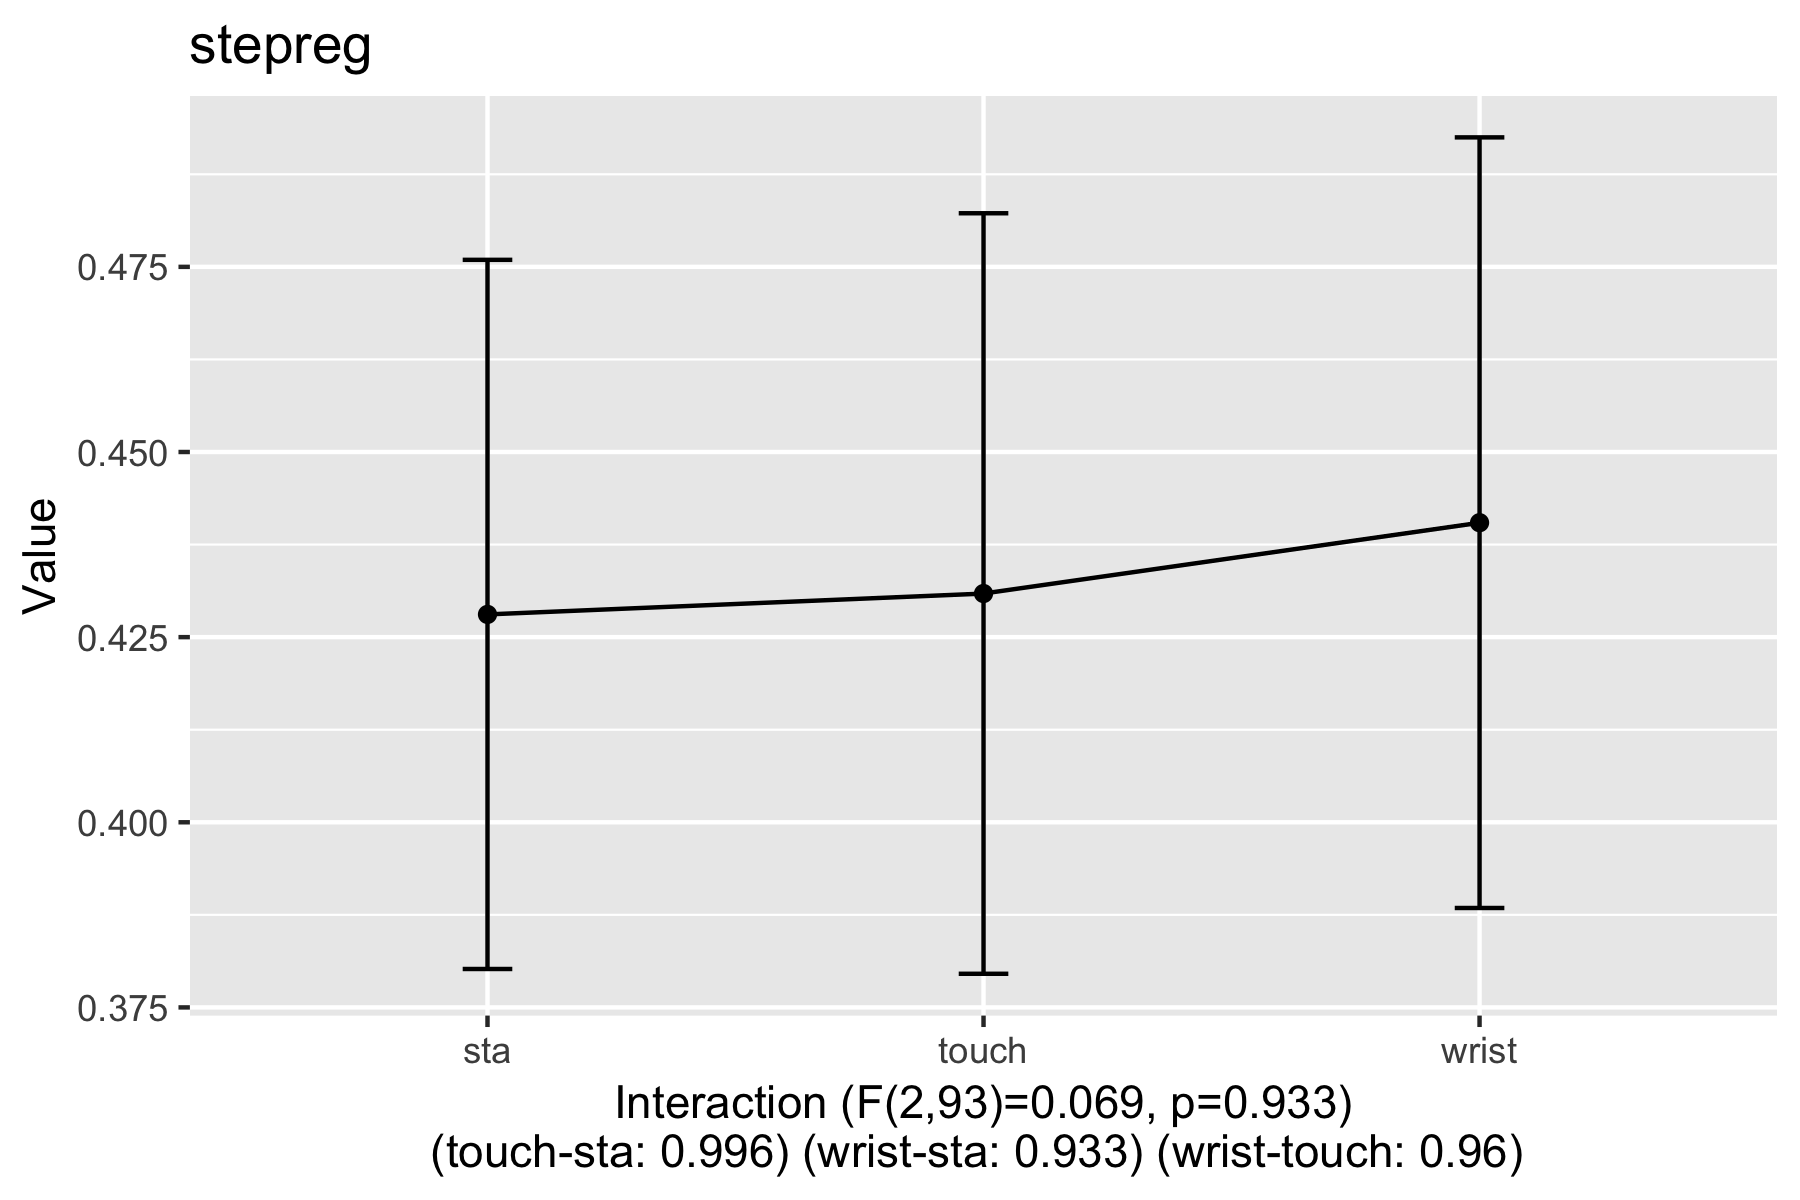 stepreg
Value
0.475
0.450
0.425
0.400
0.375
sta touch wrist
Interaction (F(2,93)=0.069, p=0.933)
(touch-sta: 0.996) (wrist-sta: 0.933) (wrist-touch: 0.96)